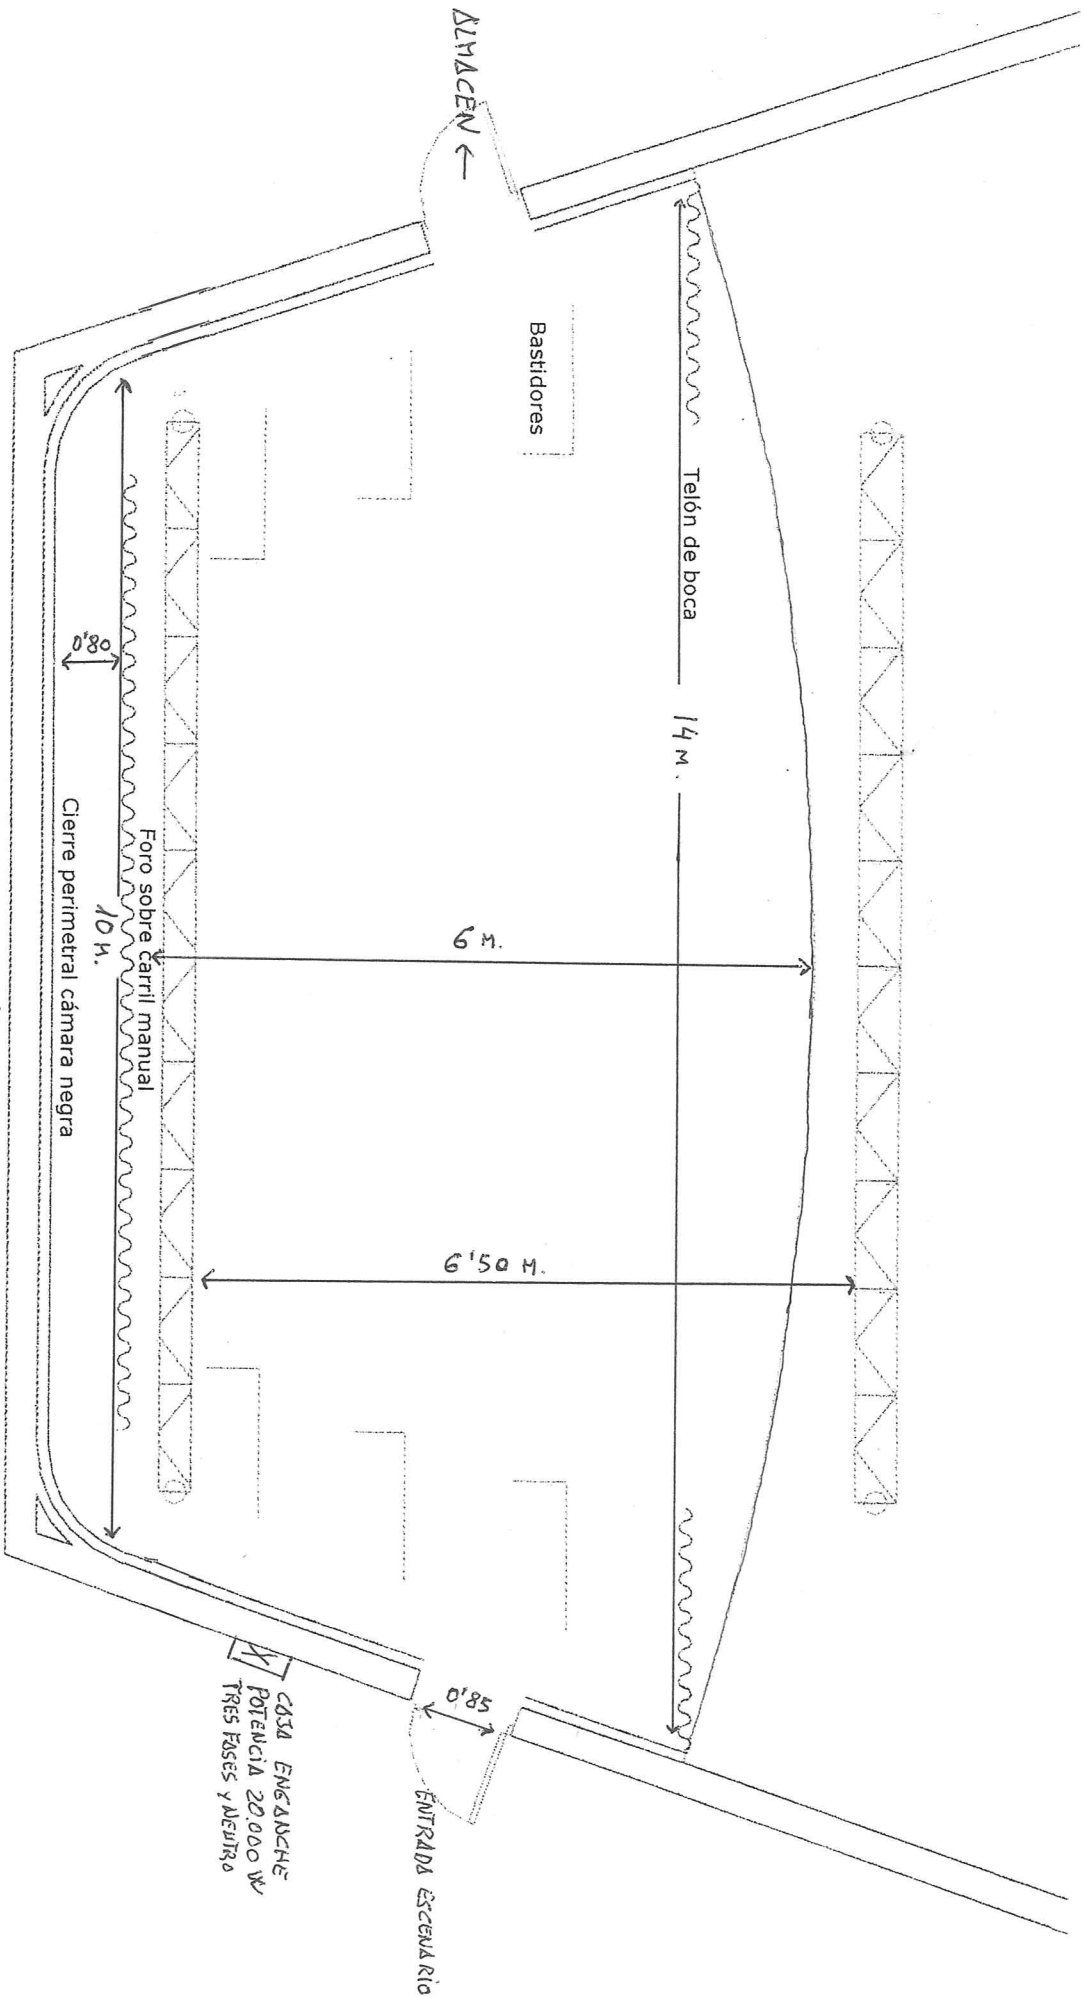 ALMACEN ←
Bastidores
Telón de boca
14 M.
6 M.
6'50 M.
0'80
Foro sobre carril manual
10 M.
Cierre perimetral cámara negra
0'85
ENTRADA ESCENARIO
CAJA ENGANCHE
POTENCIA 20.000 W
TRES FASES Y NEUTRO